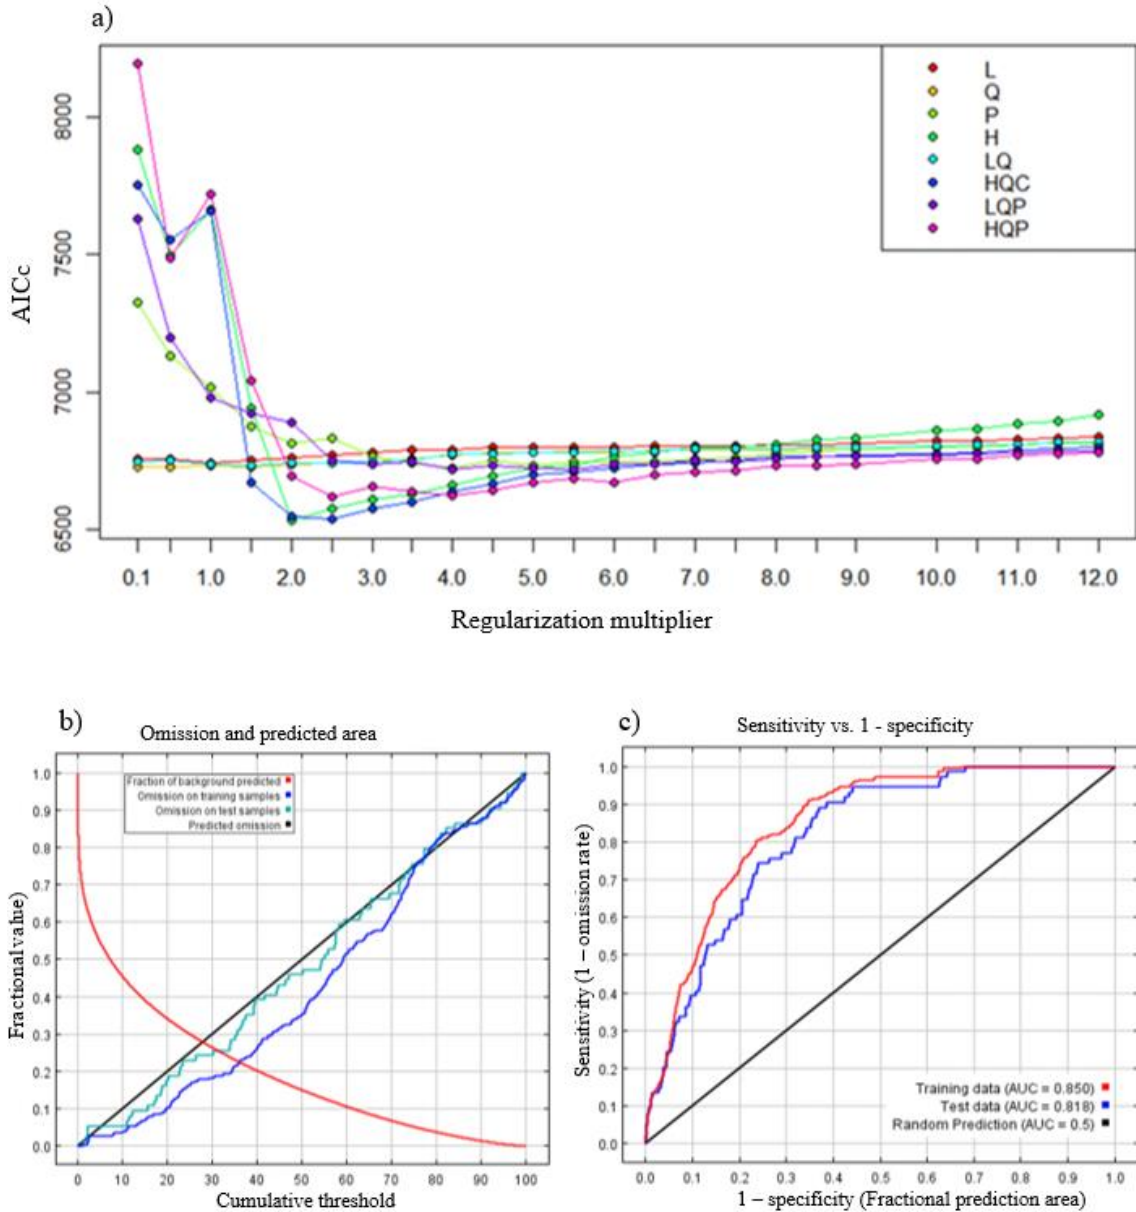 a)
AICc
8000
7500
7000
6500
L
Q
P
H
LQ
HQC
LQP
HQP
0.1 1.0 2.0 3.0 4.0 5.0 6.0 7.0 8.0 9.0 10.0 11.0 12.0
Regularization multiplier
b)
Omission and predicted area
Fractional value)
1.0
0.9
0.8
0.7
0.6
0.5
0.4
0.3
0.2
0.1
0.0
Fraction of background predicted
Omission on training samples
Omission on test samples
Predicted omission
0 10 20 30 40 50 60 70 80 90 100
Cumulative threshold
c)
Sensitivity vs. 1 - specificity
Sensitivity (1 – omission rate)
1.0
0.9
0.8
0.7
0.6
0.5
0.4
0.3
0.2
0.1
0.0
Training data (AUC = 0.850)
Test data (AUC = 0.818)
Random Prediction (AUC = 0.5)
0.0 0.1 0.2 0.3 0.4 0.5 0.6 0.7 0.8 0.9 1.0
1 – specificity (Fractional prediction area)